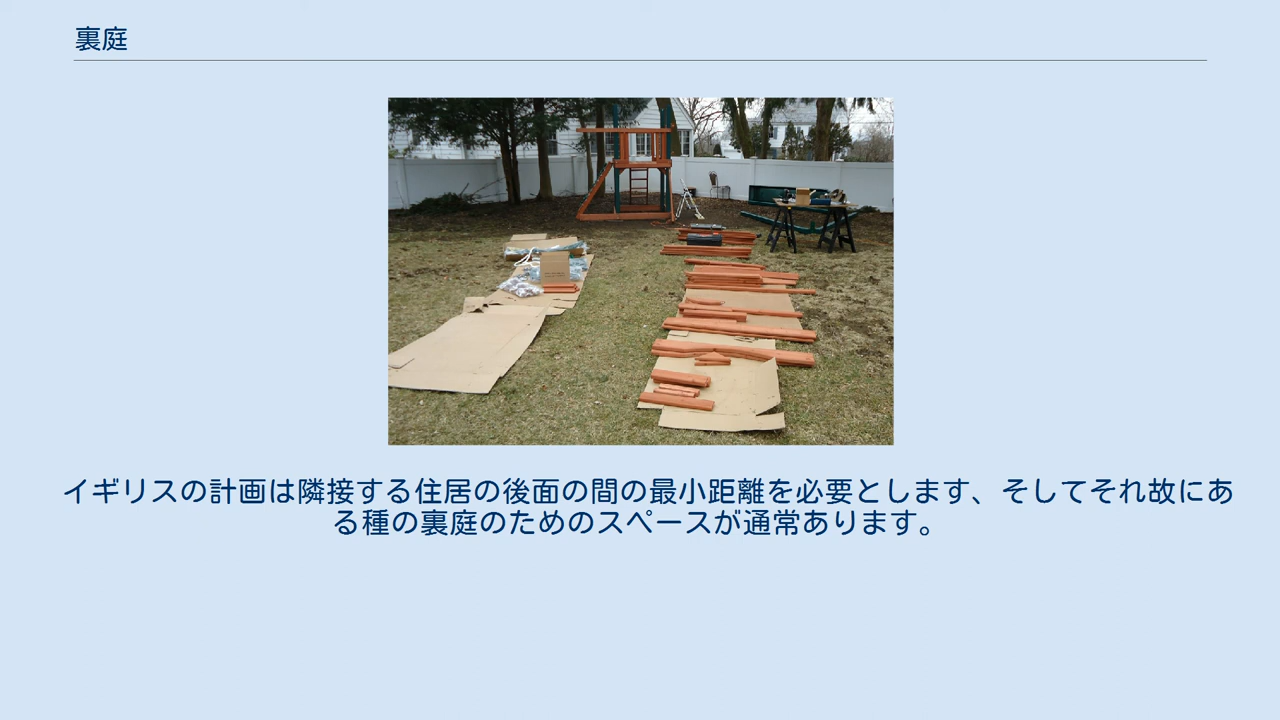 裏庭
イギリスの計画は隣接する住居の後面の間の最小距離を必要とします、そしてそれ故にあ
る種の裏庭のためのスペースが通常あります。